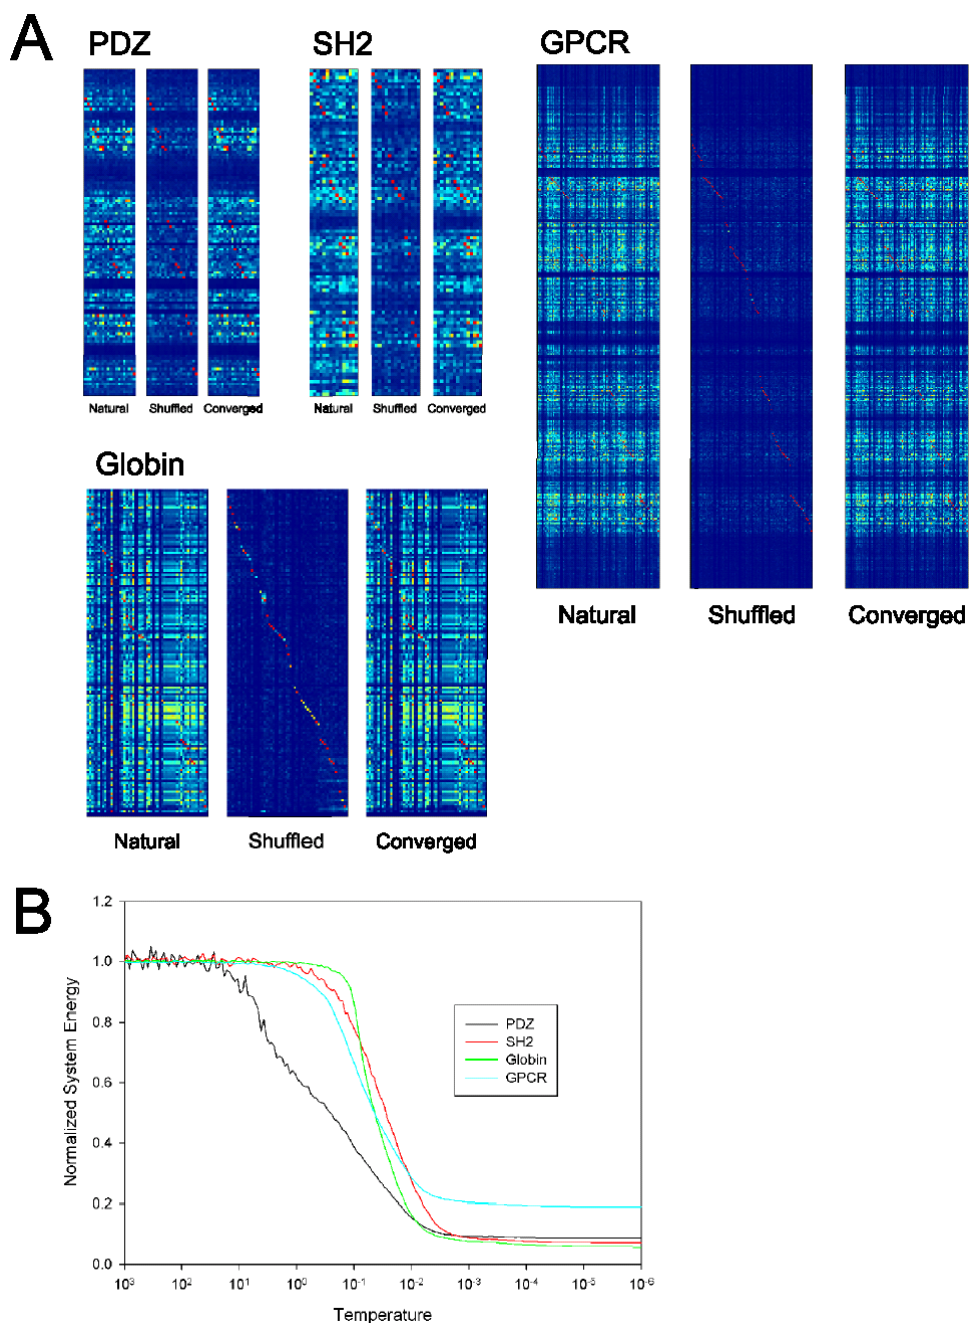 A
PDZ
SH2
GPCR
Natural Shuffled Converged
Natural Shuffled Converged
Natural Shuffled Converged
Globin
Natural Shuffled Converged
B
Normalized System Energy
1.2
1.0
0.8
0.6
0.4
0.2
0.0
PDZ
SH2
Globin
GPCR
10³ 10² 10¹ 10⁰ 10⁻¹ 10⁻² 10⁻³ 10⁻⁴ 10⁻⁵ 10⁻⁶
Temperature